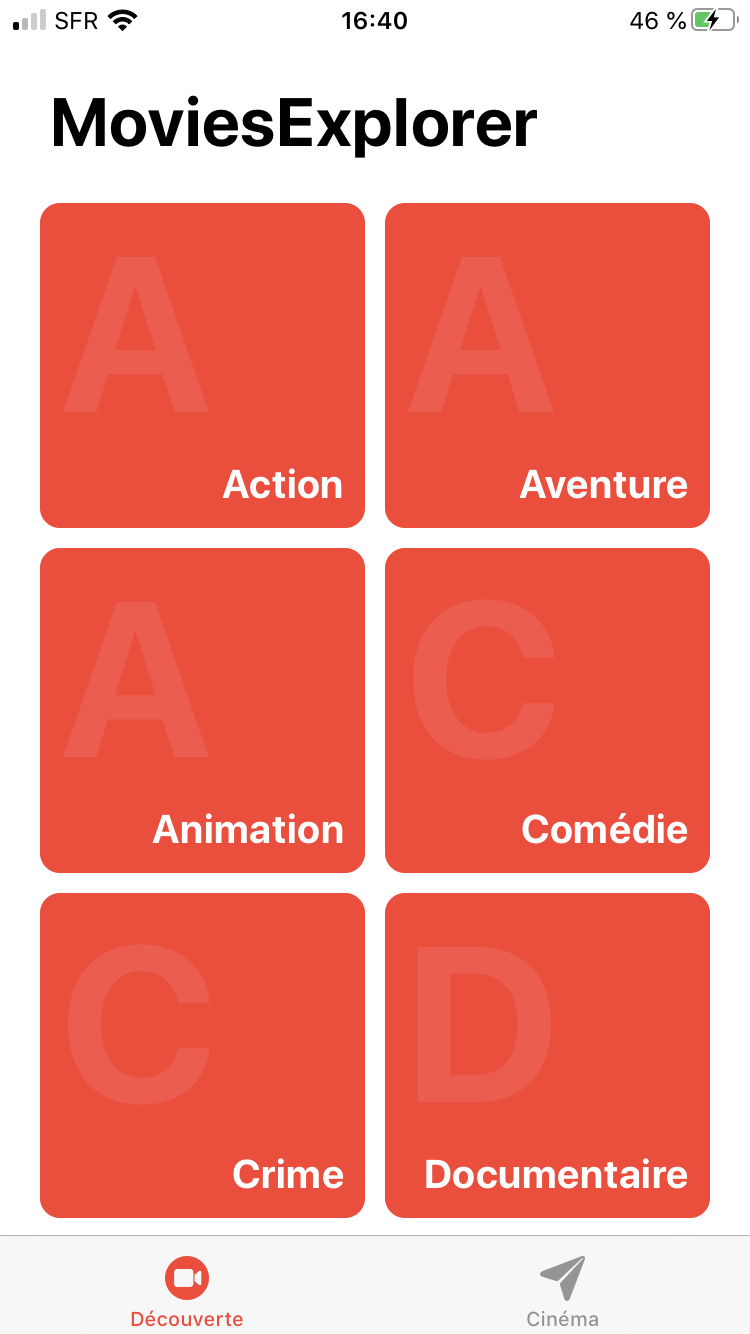 SFR 16:40 46 %
MoviesExplorer
A A
Action Aventure
A C
Animation Comédie
C D
Crime Documentaire
Découverte Cinéma